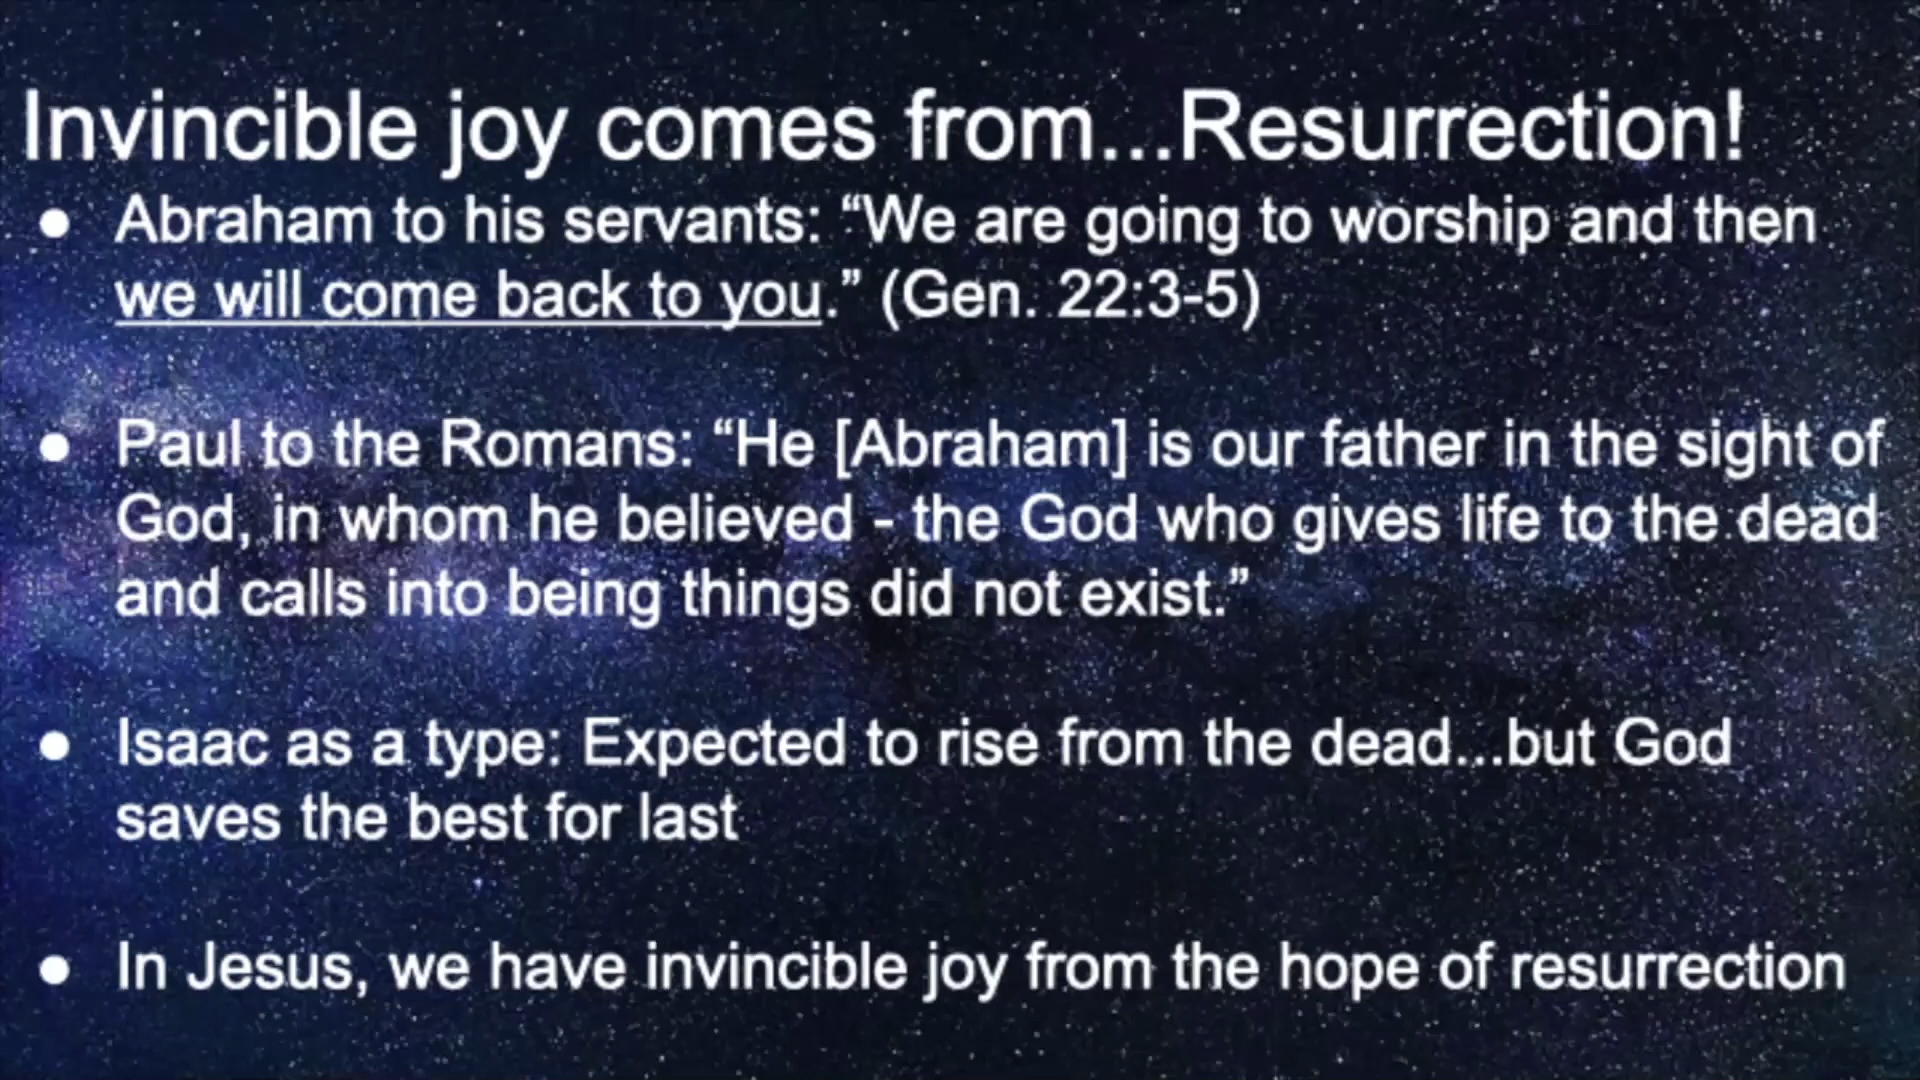 Invincible joy comes from...Resurrection!
● Abraham to his servants: “We are going to worship and then
we will come back to you.” (Gen. 22:3-5)
● Paul to the Romans: “He [Abraham] is our father in the sight of
God, in whom he believed - the God who gives life to the dead
and calls into being things did not exist.”
● Isaac as a type: Expected to rise from the dead...but God
saves the best for last
● In Jesus, we have invincible joy from the hope of resurrection